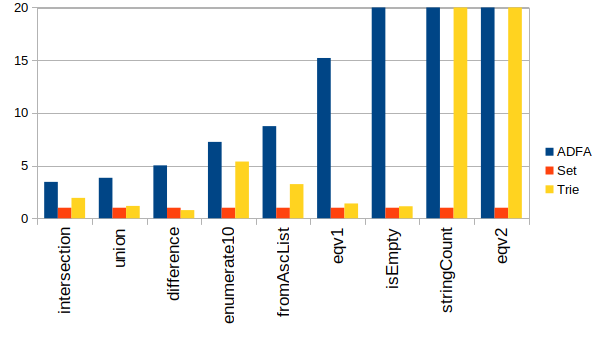 20
15
10
5
0
intersection
union
difference
enumerate10
fromAscList
eqv1
isEmpty
stringCount
eqv2
ADFA
Set
Trie